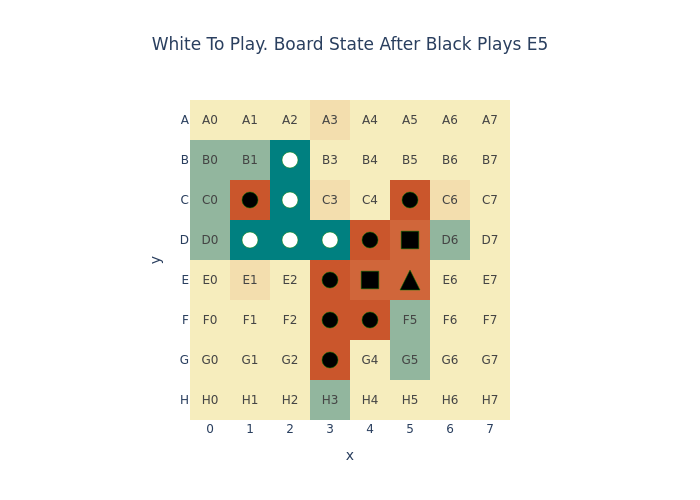 White To Play. Board State After Black Plays E5
A A0 A1 A2 A3 A4 A5 A6 A7
B B0 B1 B3 B4 B5 B6 B7
C C0 C3 C4 C6 C7
D D0 D6 D7
y
E E0 E1 E2 E6 E7
F F0 F1 F2 F5 F6 F7
G G0 G1 G2 G4 G5 G6 G7
H H0 H1 H2 H3 H4 H5 H6 H7
0 1 2 3 4 5 6 7
x